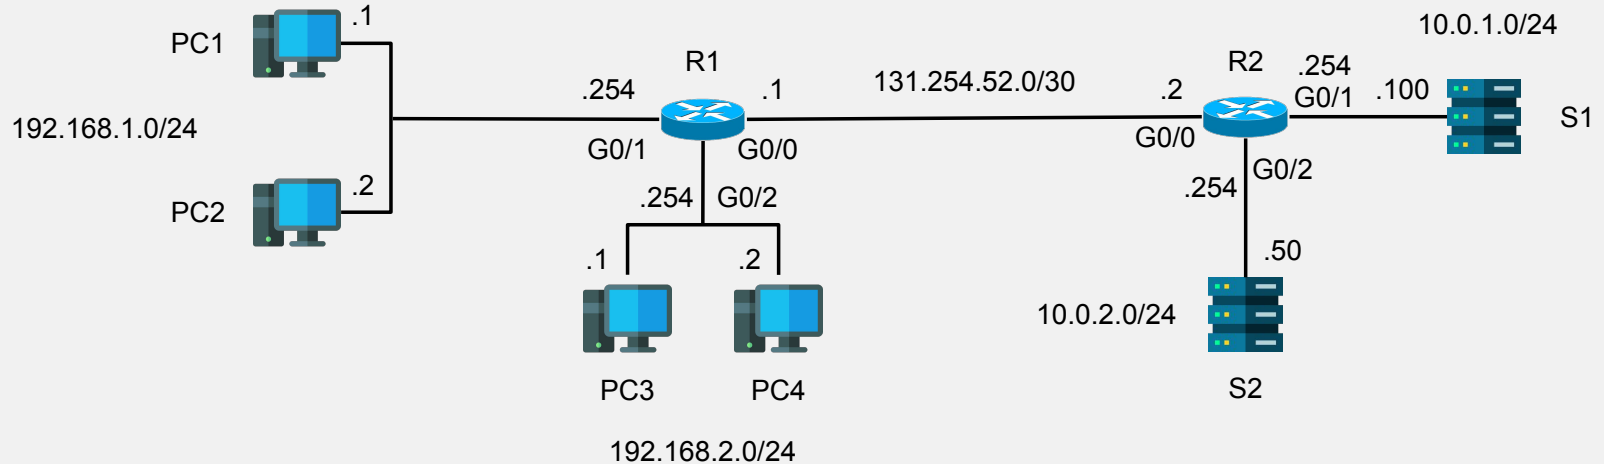 10.0.1.0/24
.1
PC1
R1
R2
.254
131.254.52.0/30
.254
.1
.2
G0/1
.100
S1
192.168.1.0/24
G0/1
G0/0
G0/0
G0/2
.2
.254
G0/2
.254
PC2
.1
.2
.50
10.0.2.0/24
PC3
PC4
S2
192.168.2.0/24